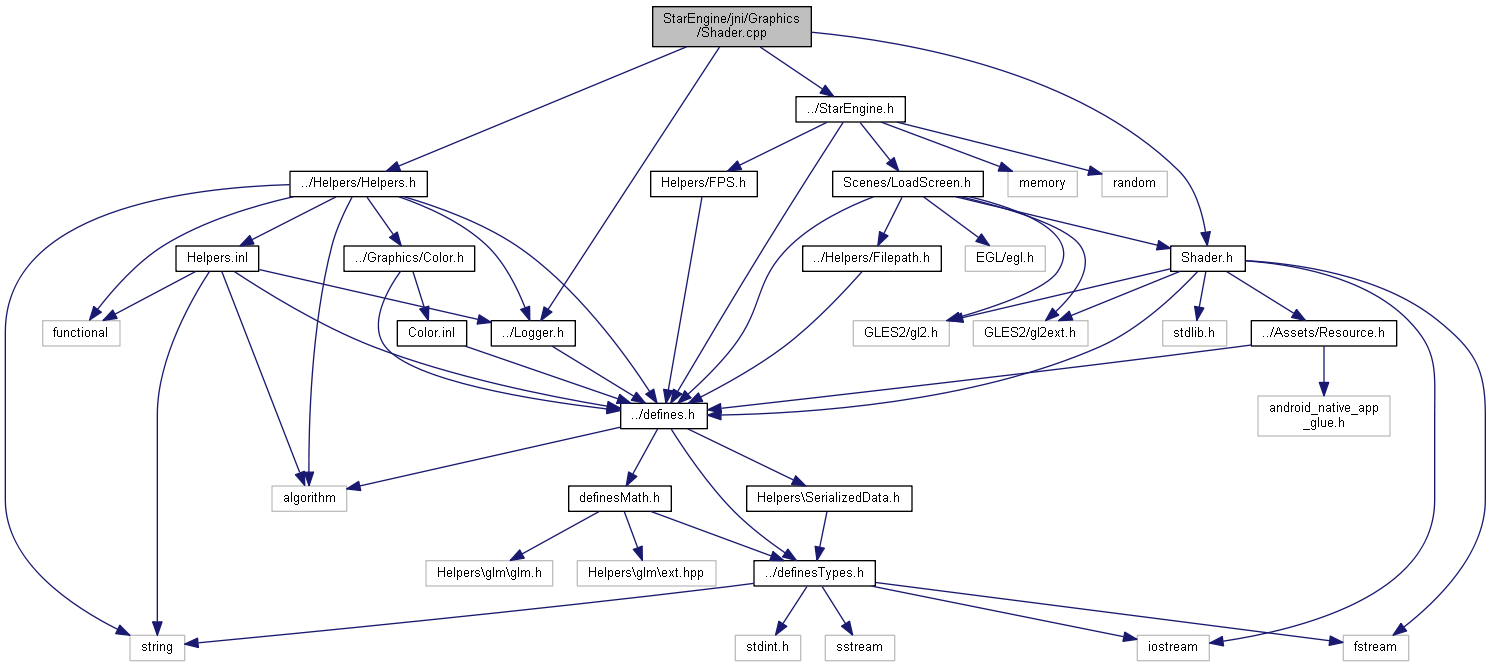 StarEngine/jni/Graphics
/Shader.cpp
../StarEngine.h
../Helpers/Helpers.h
Helpers/FPS.h
Scenes/LoadScreen.h
memory
random
Helpers.inl
../Graphics/Color.h
../Helpers/Filepath.h
EGL/egl.h
Shader.h
functional
Color.inl
../Logger.h
GLES2/gl2.h
GLES2/gl2ext.h
stdlib.h
../Assets/Resource.h
../defines.h
android_native_app
_glue.h
algorithm
definesMath.h
Helpers\SerializedData.h
Helpers\glm\glm.h
Helpers\glm\ext.hpp
../definesTypes.h
string
stdint.h
sstream
iostream
fstream